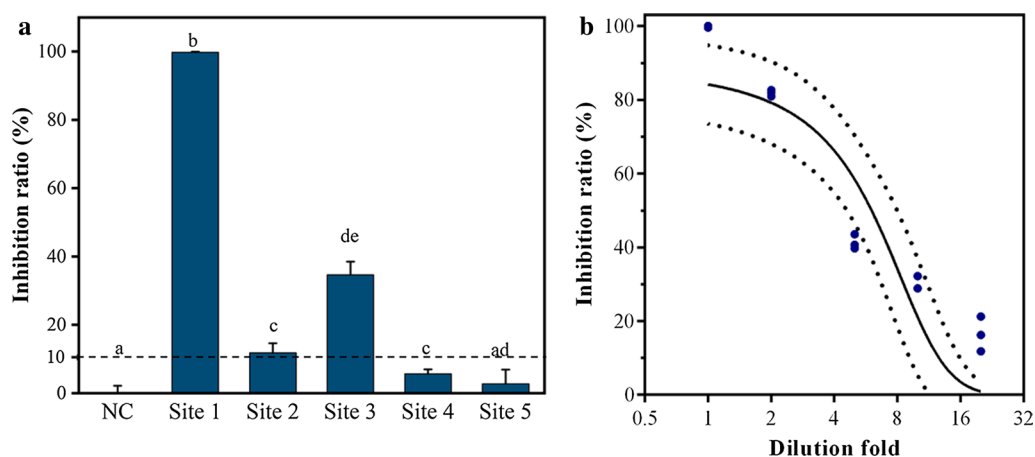 a
Inhibition ratio (%)
100
80
60
40
20
10
0
a
b
c
de
c
ad
NC Site 1 Site 2 Site 3 Site 4 Site 5
b
Inhibition ratio (%)
100
80
60
40
20
0
0.5 1 2 4 8 16 32
Dilution fold